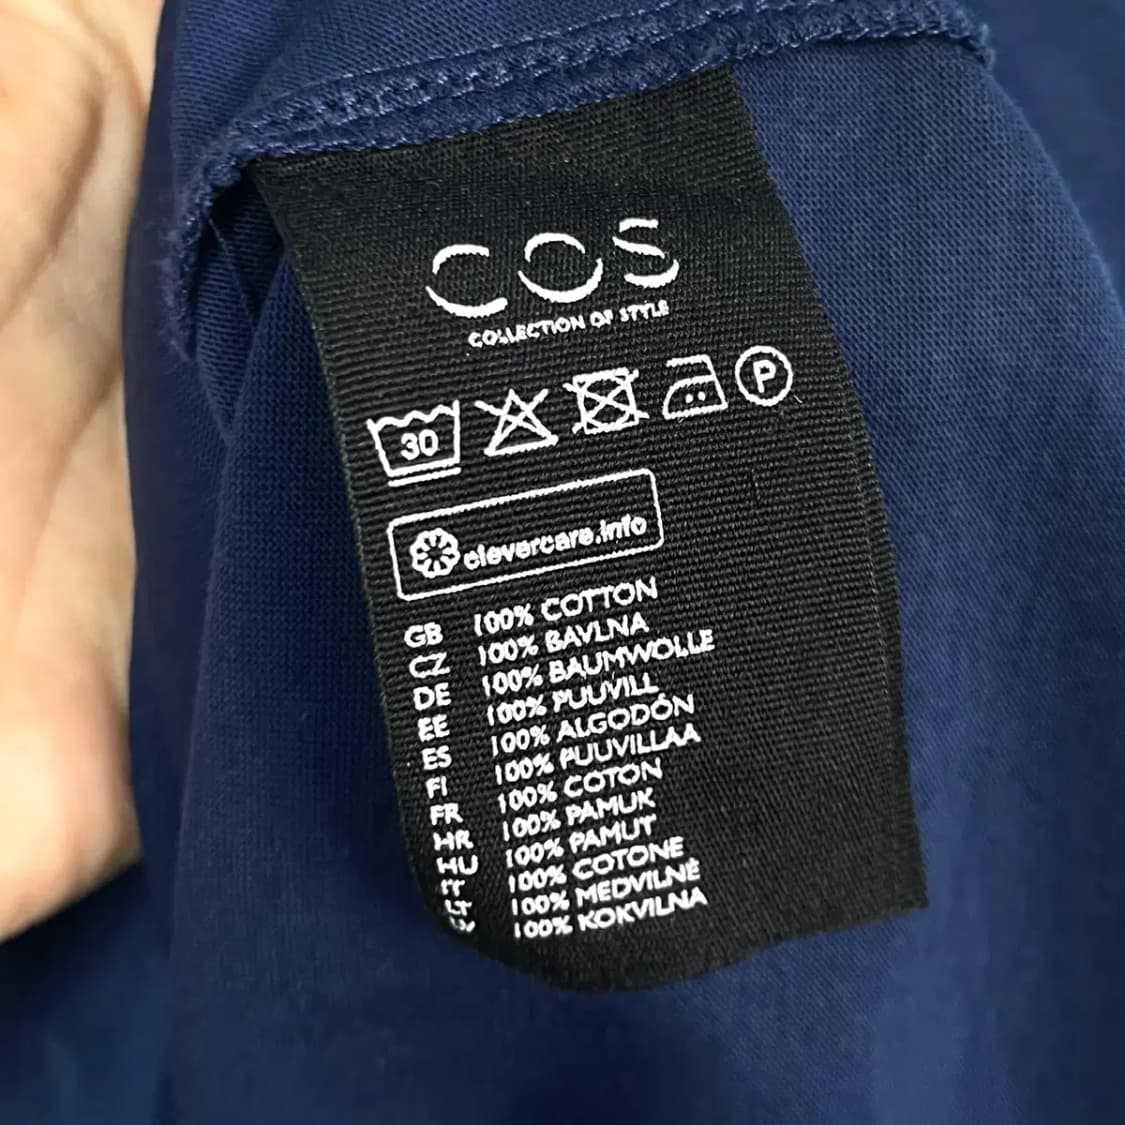 COS
COLLECTION OF STYLE
30 P
clevercare.info
GB 100% COTTON
CZ 100% BAVLNA
DE 100% BAUMWOLLE
EE 100% PUUVILL
ES 100% ALGODÓN
FI 100% PUUVILLAA
FR 100% COTON
HR 100% PAMUK
HU 100% PAMUT
IT 100% COTONE
LT 100% MEDVILNĖ
LV 100% KOKVILNA